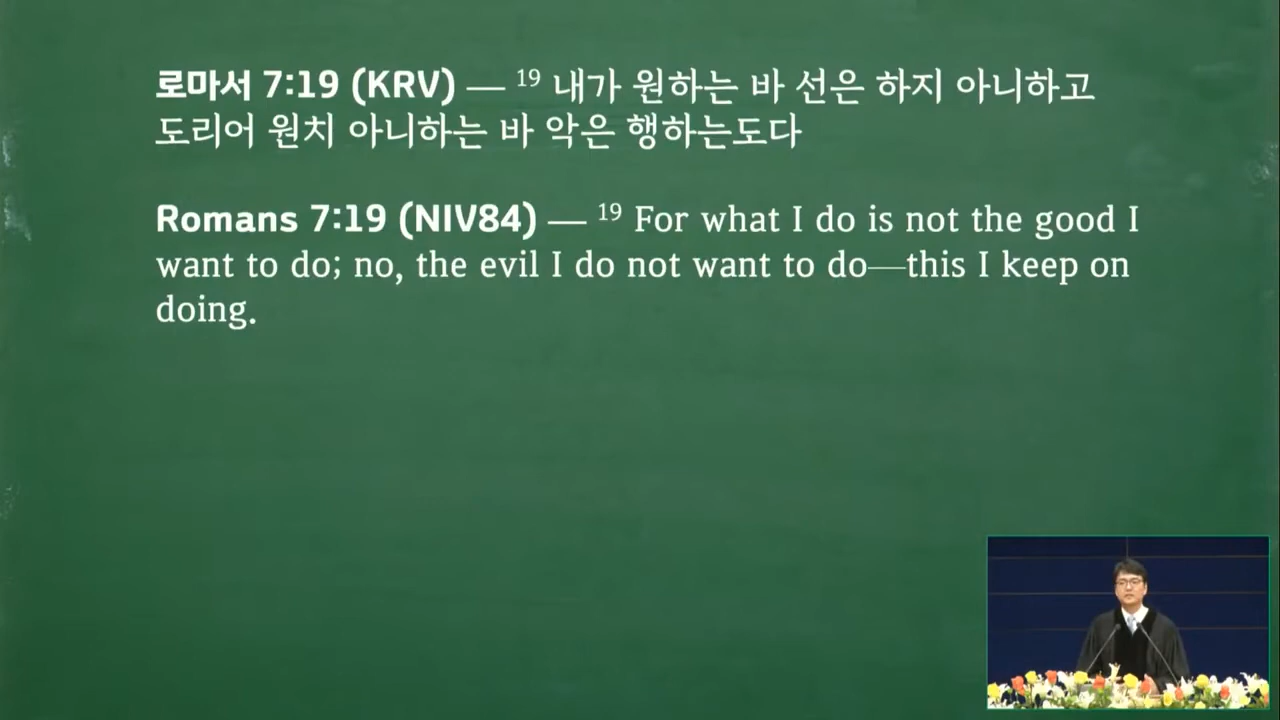 로마서 7:19 (KRV) — 19 내가 원하는 바 선은 하지 아니하고
도리어 원치 아니하는 바 악은 행하는도다
Romans 7:19 (NIV84) — 19 For what I do is not the good I
want to do; no, the evil I do not want to do—this I keep on
doing.